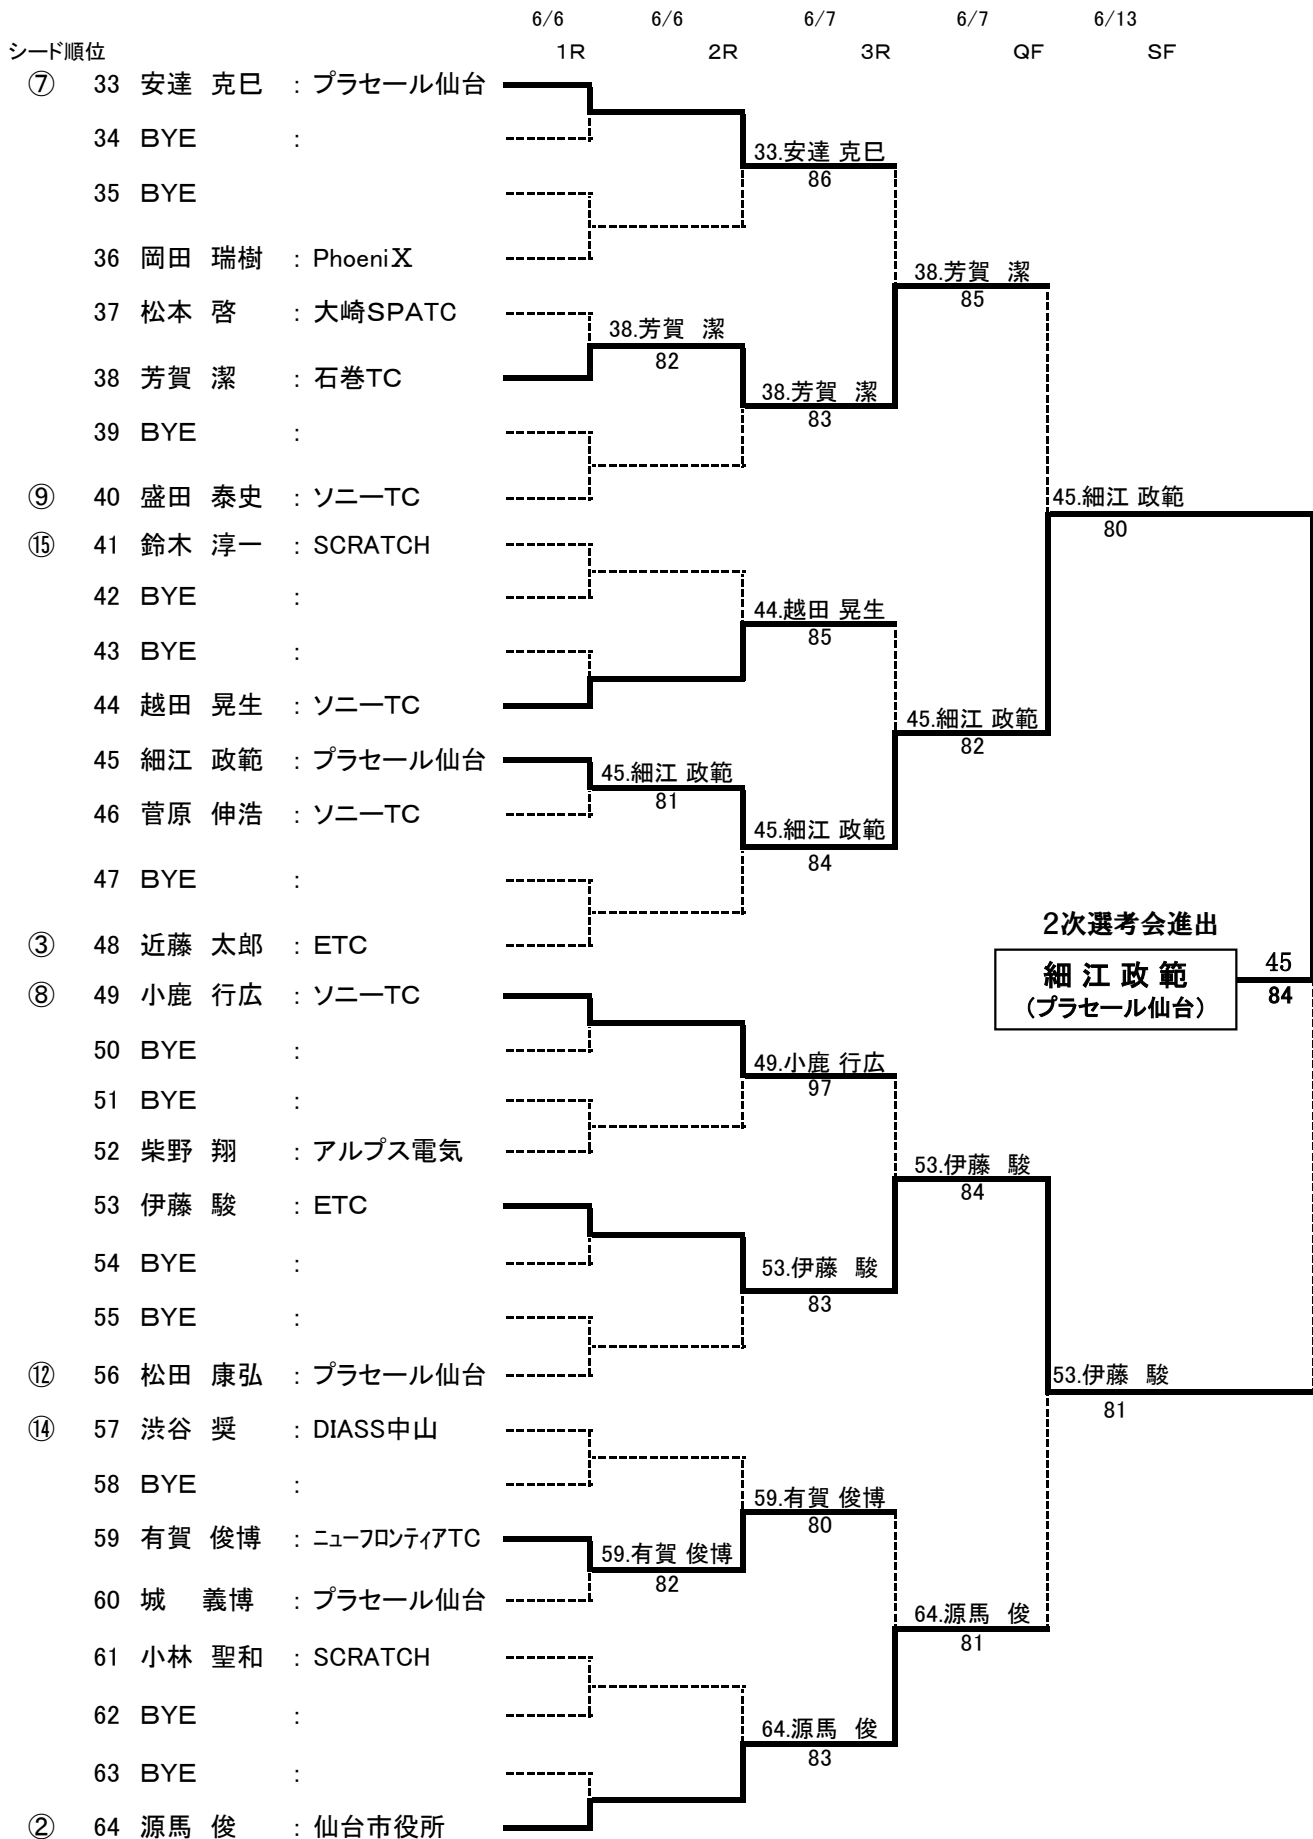 6/6 6/6 6/7 6/7 6/13
シード順位 1R 2R 3R QF SF
⑦ 33 安達 克巳 : プラセール仙台
34 BYE :
33.安達 克巳
86
35 BYE
36 岡田 瑞樹 : PhoeniX
38.芳賀 潔
85
37 松本 啓 : 大崎SPATC
38.芳賀 潔
82
38 芳賀 潔 : 石巻TC
38.芳賀 潔
83
39 BYE :
⑨ 40 盛田 泰史 : ソニーTC
45.細江 政範
80
⑮ 41 鈴木 淳一 : SCRATCH
42 BYE :
44.越田 晃生
85
43 BYE :
44 越田 晃生 : ソニーTC
45.細江 政範
82
45 細江 政範 : プラセール仙台
45.細江 政範
81
46 菅原 伸浩 : ソニーTC
45.細江 政範
84
47 BYE :
2次選考会進出
③ 48 近藤 太郎 : ETC
細 江 政 範 45
(プラセール仙台) 84
⑧ 49 小鹿 行広 : ソニーTC
50 BYE :
49.小鹿 行広
97
51 BYE :
52 柴野 翔 : アルプス電気
53.伊藤 駿
84
53 伊藤 駿 : ETC
54 BYE :
53.伊藤 駿
83
55 BYE :
⑫ 56 松田 康弘 : プラセール仙台
53.伊藤 駿
81
⑭ 57 渋谷 奨 : DIASS中山
58 BYE :
59.有賀 俊博
80
59 有賀 俊博 : ニューフロンティアTC
59.有賀 俊博
82
60 城 義博 : プラセール仙台
64.源馬 俊
81
61 小林 聖和 : SCRATCH
62 BYE :
64.源馬 俊
83
63 BYE :
② 64 源馬 俊 : 仙台市役所